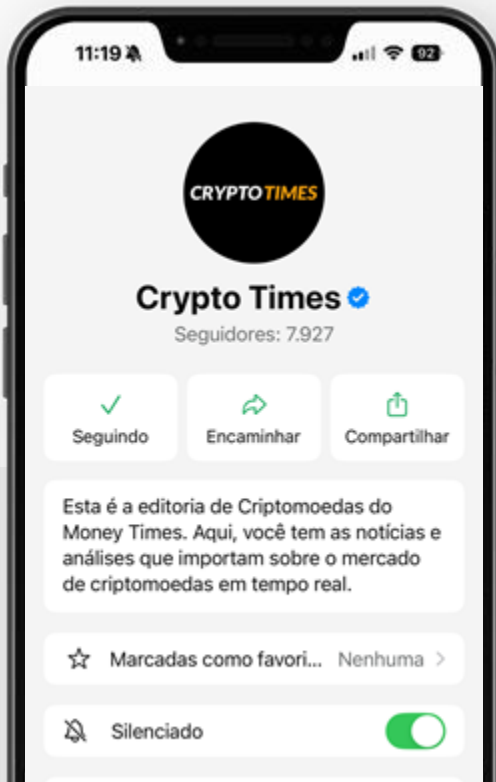 11:19
92
CRYPTOTIMES
Crypto Times
Seguidores: 7.927
Seguindo
Encaminhar
Compartilhar
Esta é a editoria de Criptomoedas do
Money Times. Aqui, você tem as notícias e
análises que importam sobre o mercado
de criptomoedas em tempo real.
Marcadas como favori... Nenhuma
Silenciado